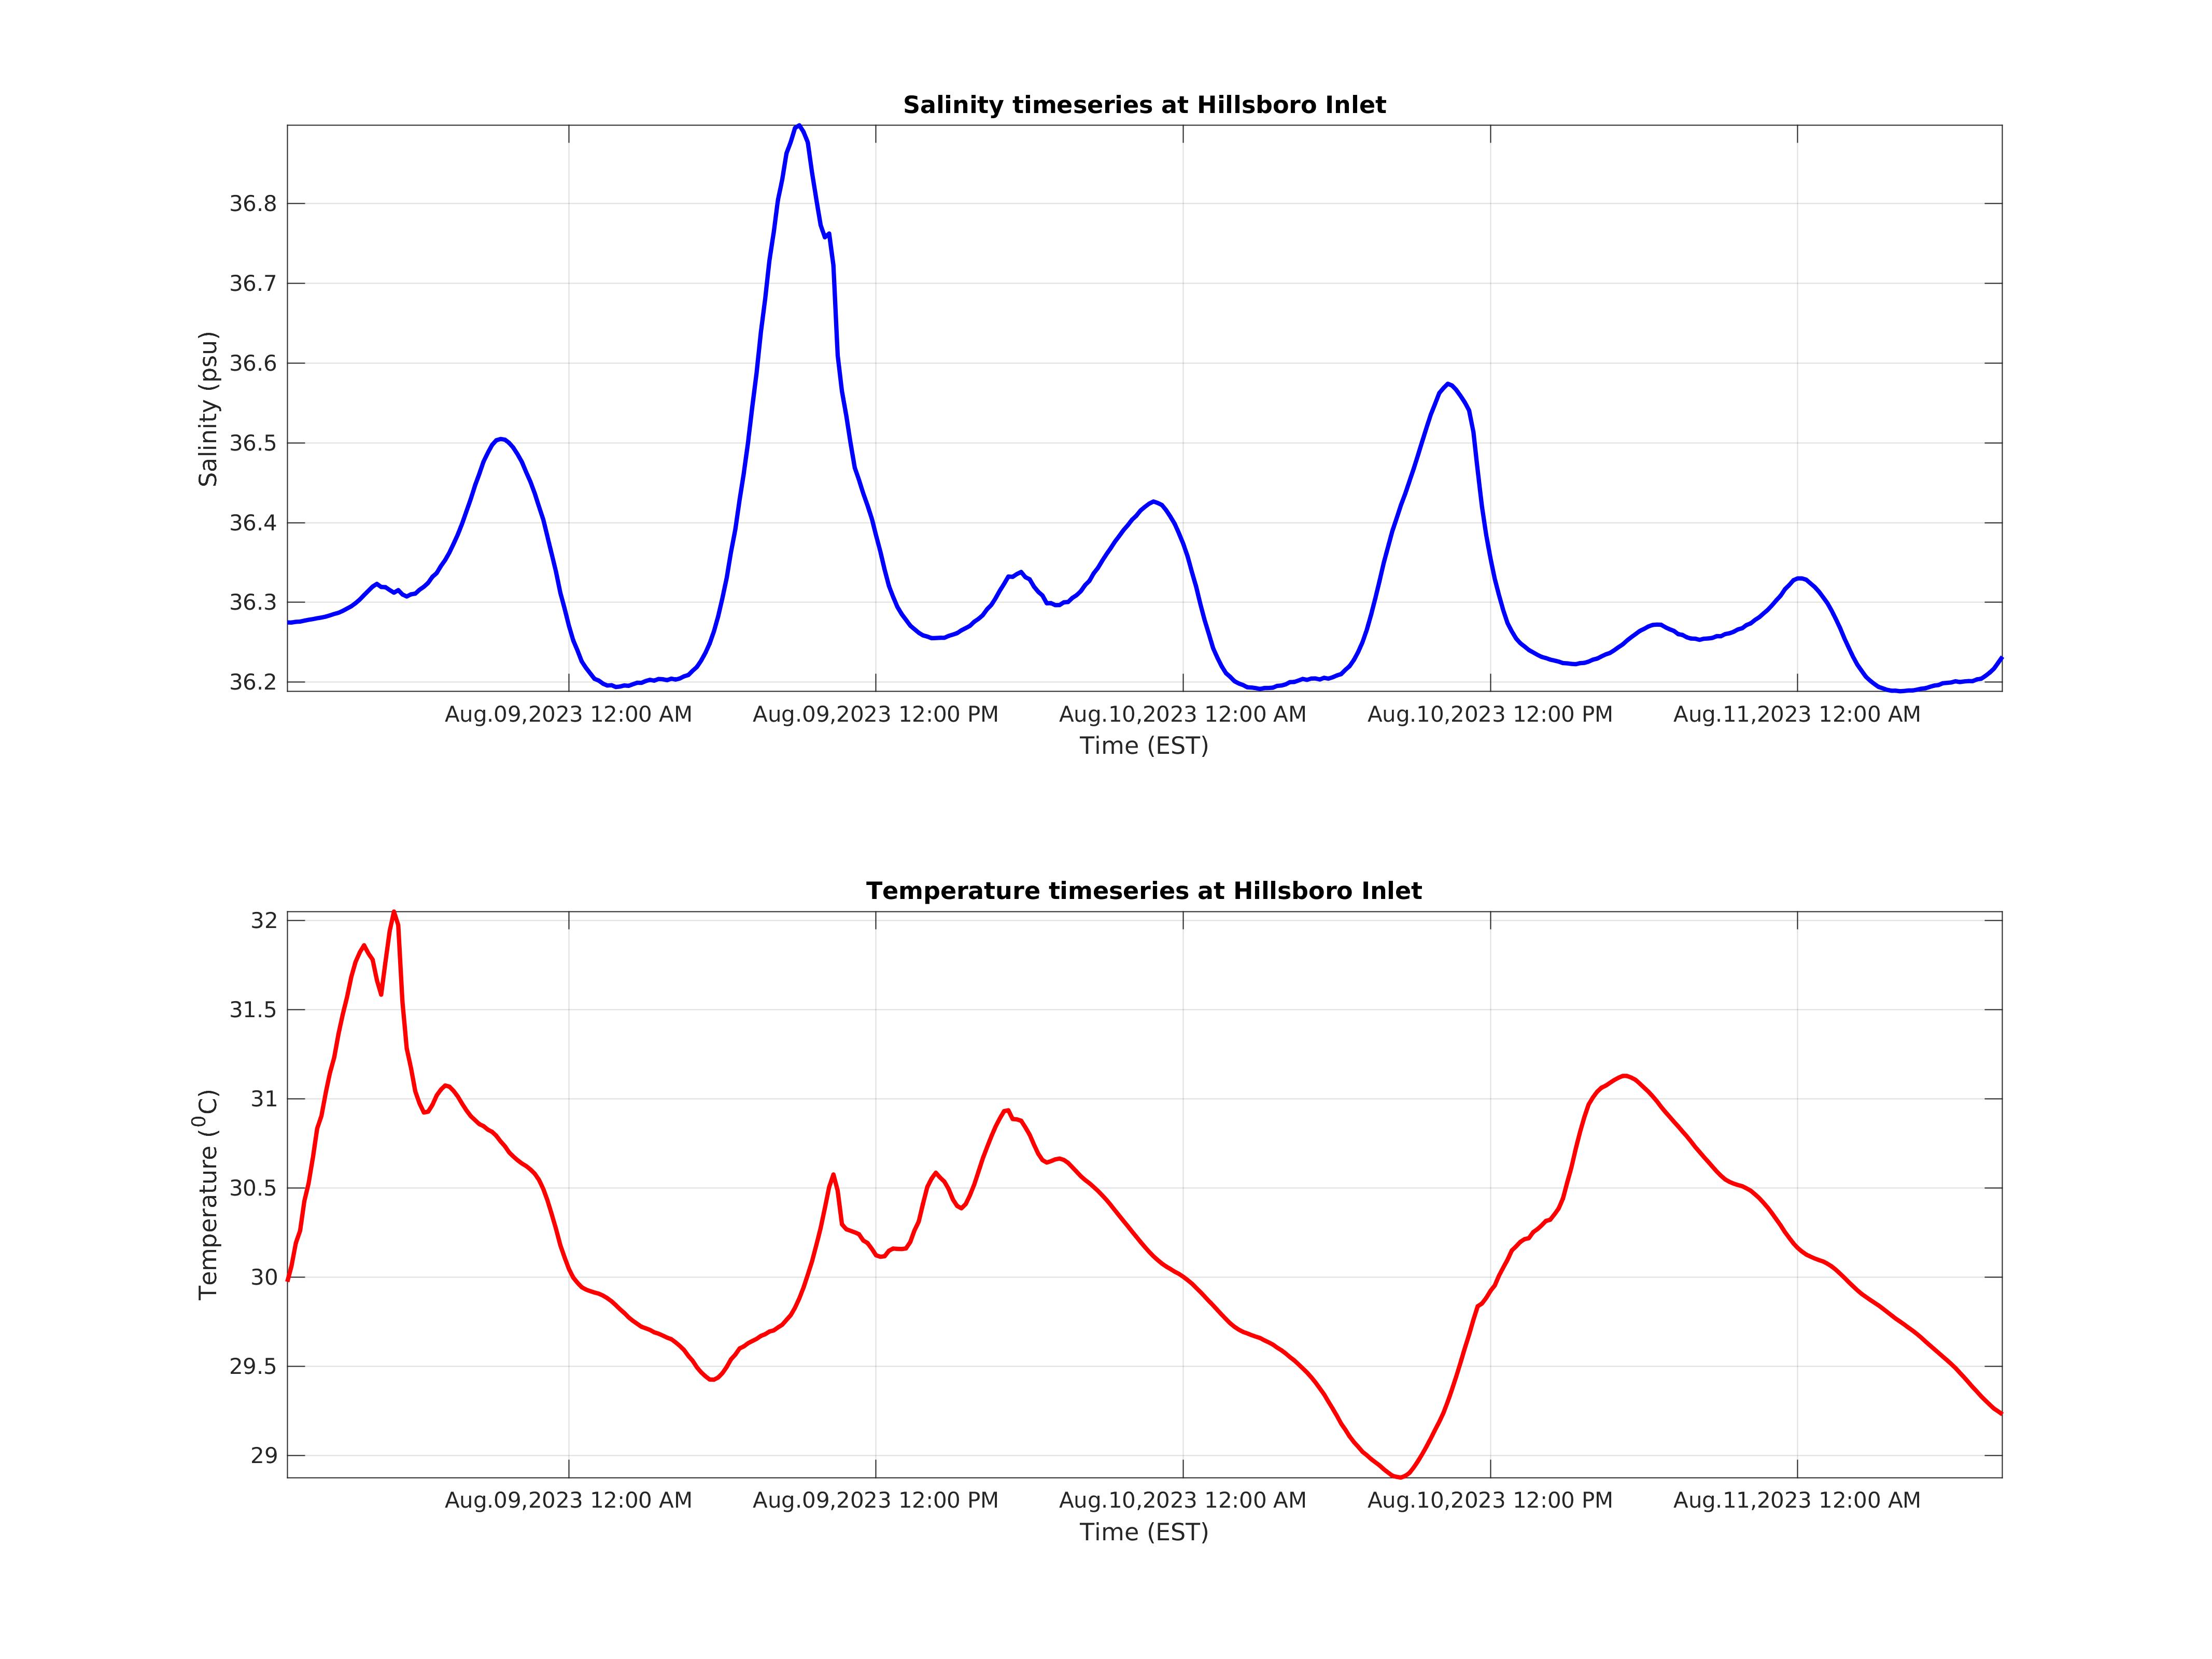 Salinity timeseries at Hillsboro Inlet
Salinity (psu)
36.8
36.7
36.6
36.5
36.4
36.3
36.2
Aug.09,2023 12:00 AM Aug.09,2023 12:00 PM Aug.10,2023 12:00 AM Aug.10,2023 12:00 PM Aug.11,2023 12:00 AM
Time (EST)
Temperature timeseries at Hillsboro Inlet
Temperature (⁰C)
32
31.5
31
30.5
30
29.5
29
Aug.09,2023 12:00 AM Aug.09,2023 12:00 PM Aug.10,2023 12:00 AM Aug.10,2023 12:00 PM Aug.11,2023 12:00 AM
Time (EST)